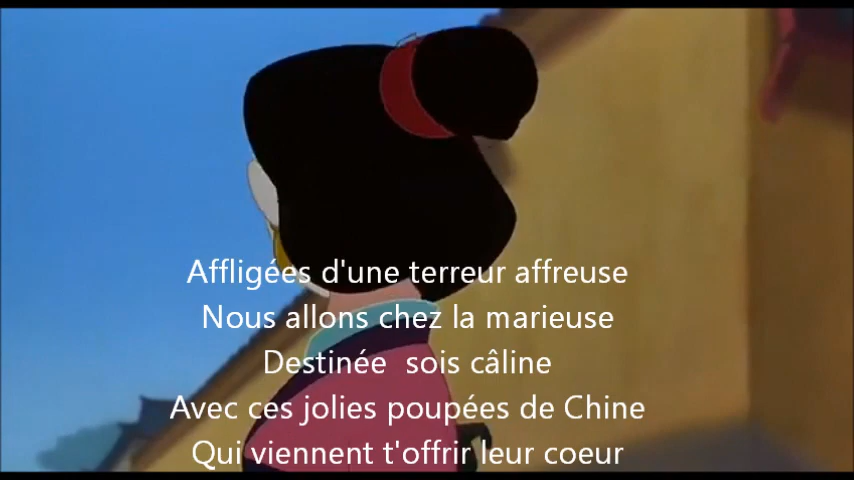 Affligées d'une terreur affreuse
Nous allons chez la marieuse
Destinée  sois câline
Avec ces jolies poupées de Chine
Qui viennent t'offrir leur coeur